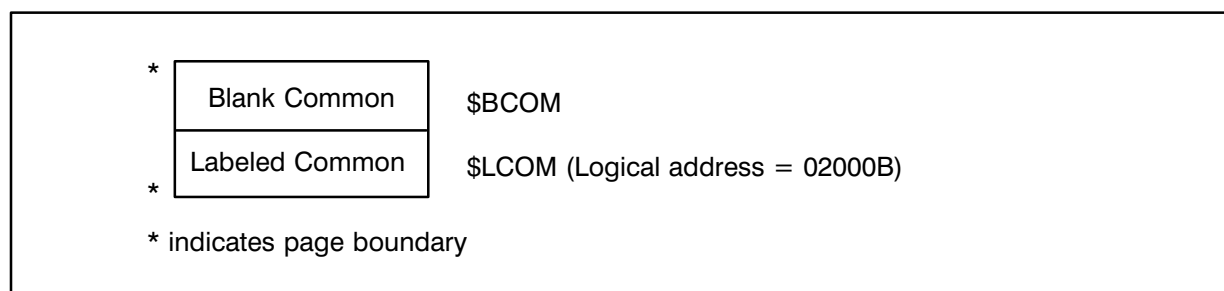 *
Blank Common $BCOM
Labeled Common $LCOM (Logical address = 02000B)
*
* indicates page boundary